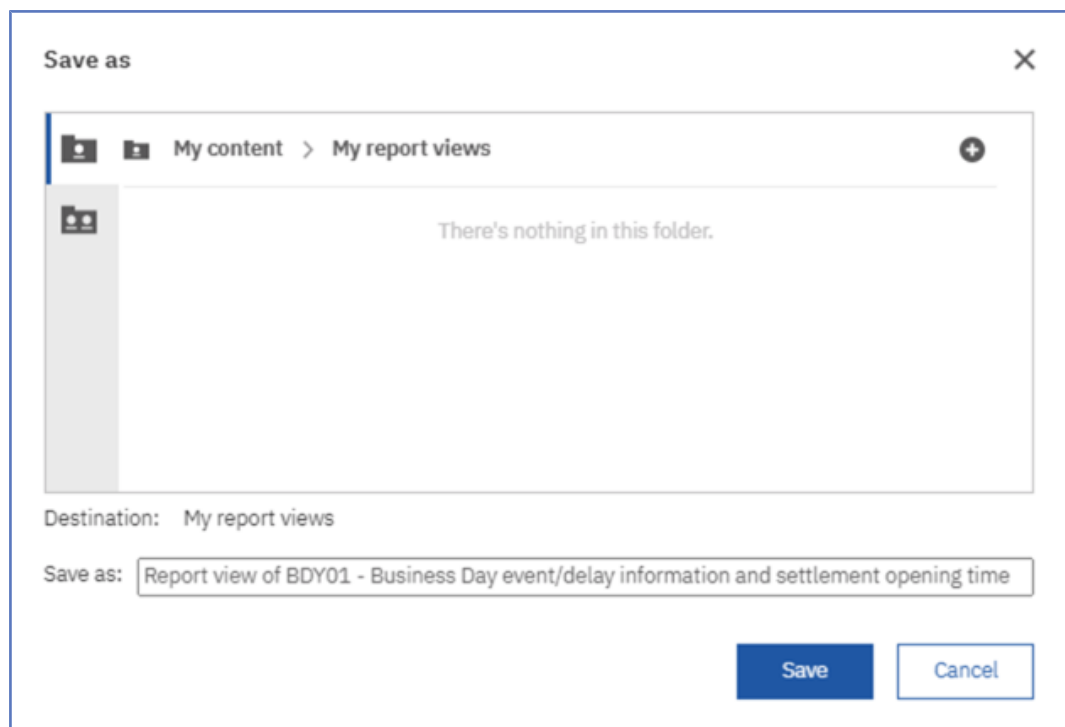 Save as
My content > My report views
There's nothing in this folder.
Destination: My report views
Save as: Report view of BDY01 - Business Day event/delay information and settlement opening time
Save Cancel